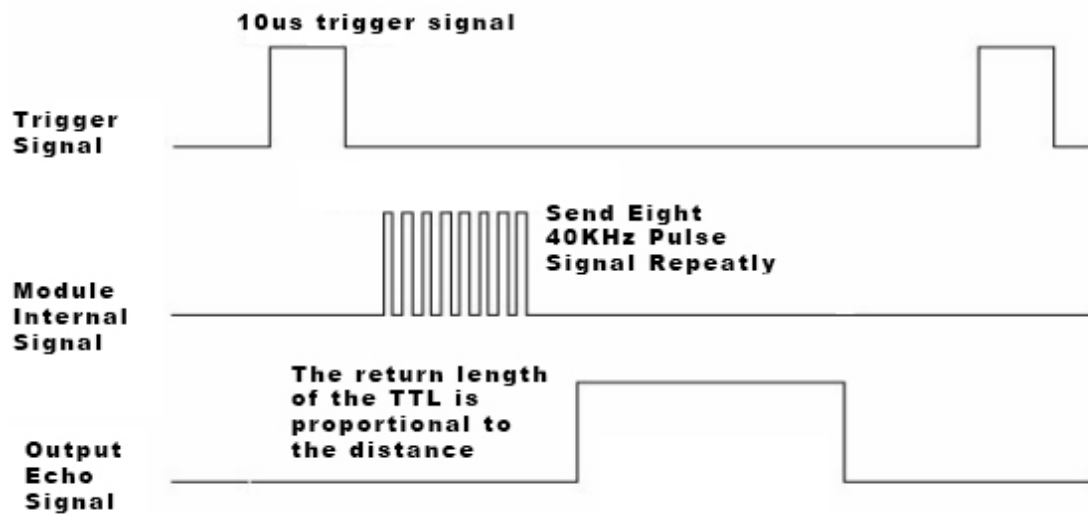 10us trigger signal
Trigger
Signal
Send Eight
40KHz Pulse
Signal Repeatly
Module
Internal
Signal
The return length
of the TTL is
proportional to
the distance
Output
Echo
Signal